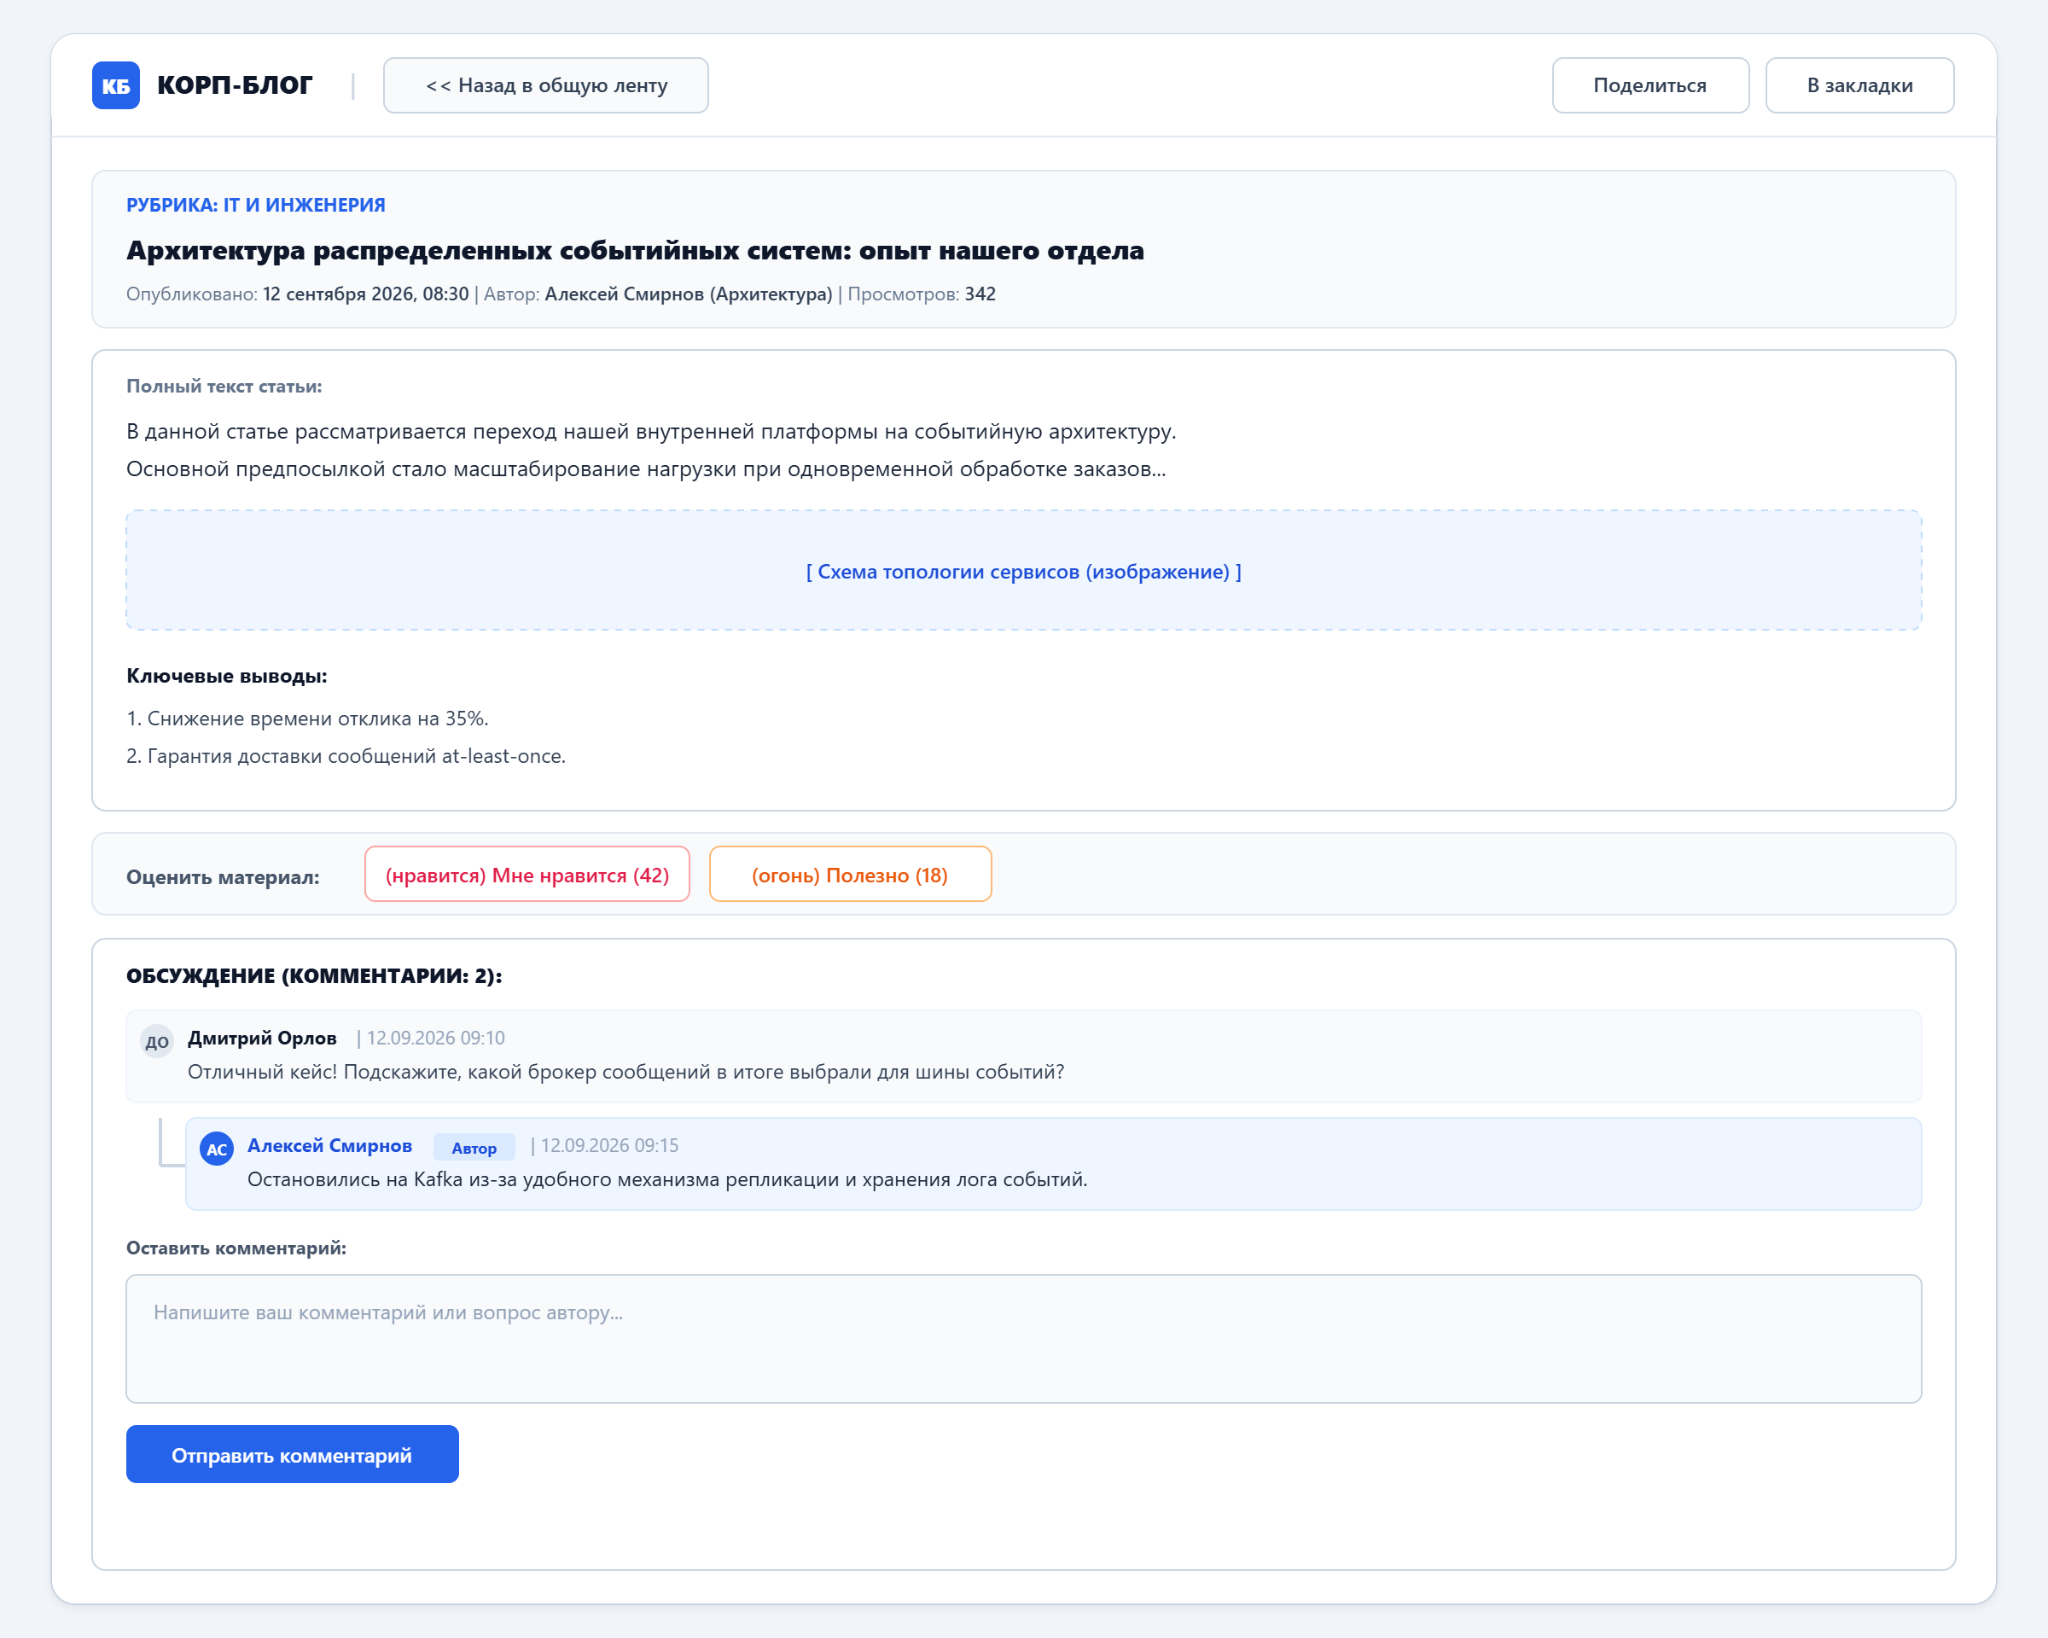 КБ КОРП-БЛОГ | << Назад в общую ленту Поделиться В закладки
РУБРИКА: IT И ИНЖЕНЕРИЯ
Архитектура распределенных событийных систем: опыт нашего отдела
Опубликовано: 12 сентября 2026, 08:30 | Автор: Алексей Смирнов (Архитектура) | Просмотров: 342
Полный текст статьи:
В данной статье рассматривается переход нашей внутренней платформы на событийную архитектуру.
Основной предпосылкой стало масштабирование нагрузки при одновременной обработке заказов...
[ Схема топологии сервисов (изображение) ]
Ключевые выводы:
1. Снижение времени отклика на 35%.
2. Гарантия доставки сообщений at-least-once.
Оценить материал: (нравится) Мне нравится (42) (огонь) Полезно (18)
ОБСУЖДЕНИЕ (КОММЕНТАРИИ: 2):
ДО Дмитрий Орлов | 12.09.2026 09:10
Отличный кейс! Подскажите, какой брокер сообщений в итоге выбрали для шины событий?
АС Алексей Смирнов Автор | 12.09.2026 09:15
Остановились на Kafka из-за удобного механизма репликации и хранения лога событий.
Оставить комментарий:
Напишите ваш комментарий или вопрос автору...
Отправить комментарий